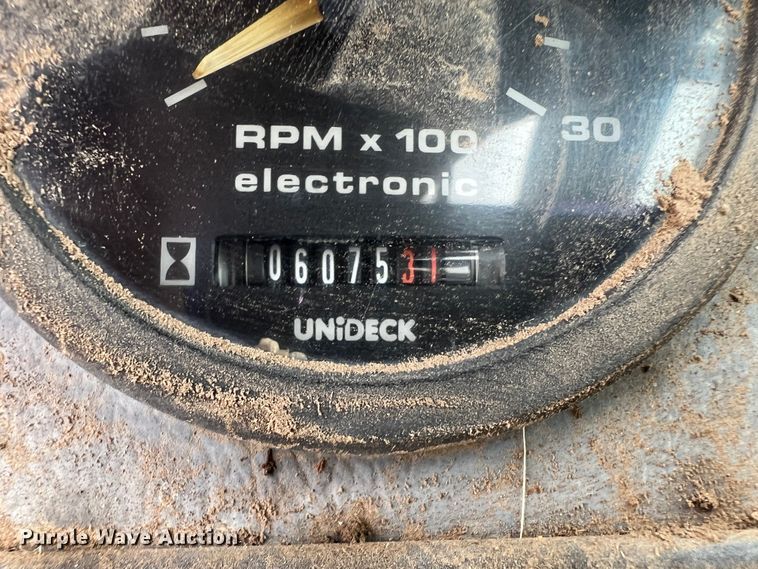 30
RPM x 100
electronic
0607531
UNiDECK
Purple Wave Auction